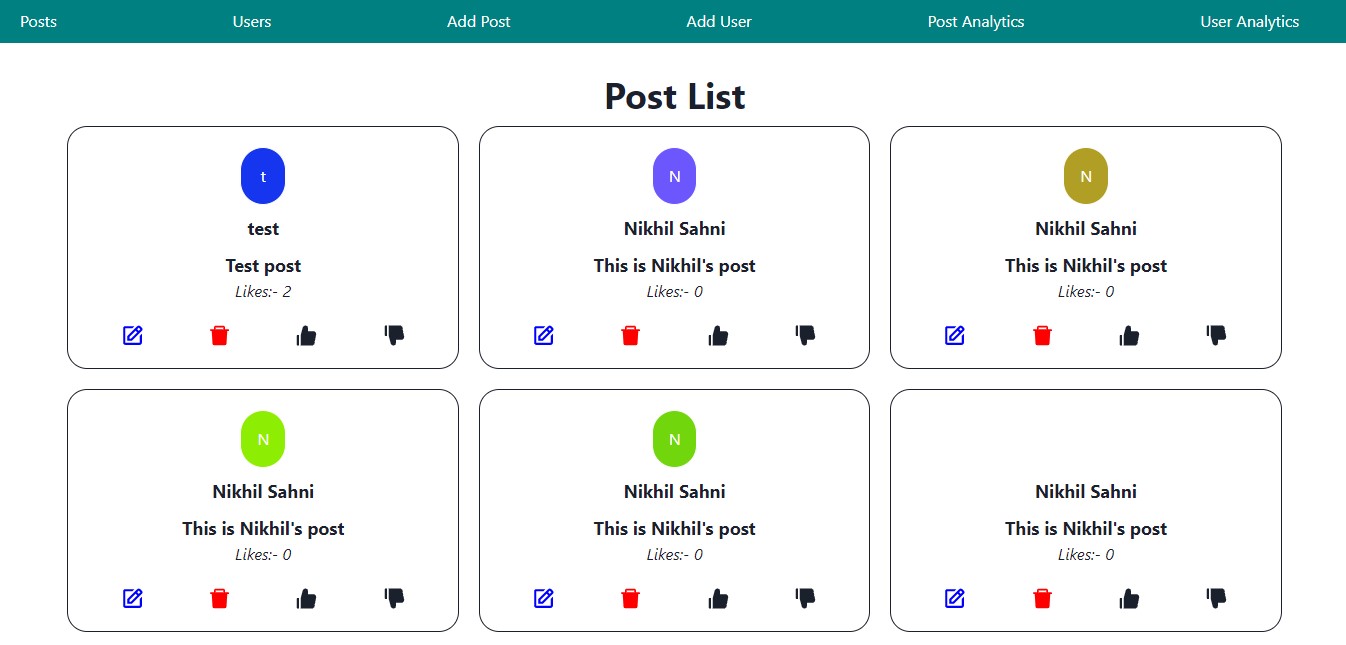 Posts Users Add Post Add User Post Analytics User Analytics
Post List
t
test
Test post
Likes:- 2
N
Nikhil Sahni
This is Nikhil's post
Likes:- 0
N
Nikhil Sahni
This is Nikhil's post
Likes:- 0
N
Nikhil Sahni
This is Nikhil's post
Likes:- 0
N
Nikhil Sahni
This is Nikhil's post
Likes:- 0
Nikhil Sahni
This is Nikhil's post
Likes:- 0